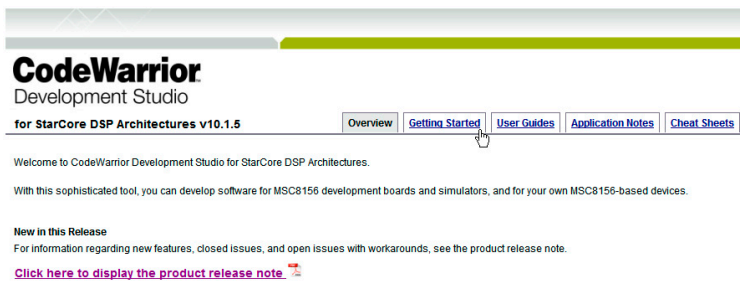 CodeWarrior
Development Studio
for StarCore DSP Architectures v10.1.5
Overview
Getting Started
User Guides
Application Notes
Cheat Sheets
Welcome to CodeWarrior Development Studio for StarCore DSP Architectures.
With this sophisticated tool, you can develop software for MSC8156 development boards and simulators, and for your own MSC8156-based devices.
New in this Release
For information regarding new features, closed issues, and open issues with workarounds, see the product release note.
Click here to display the product release note